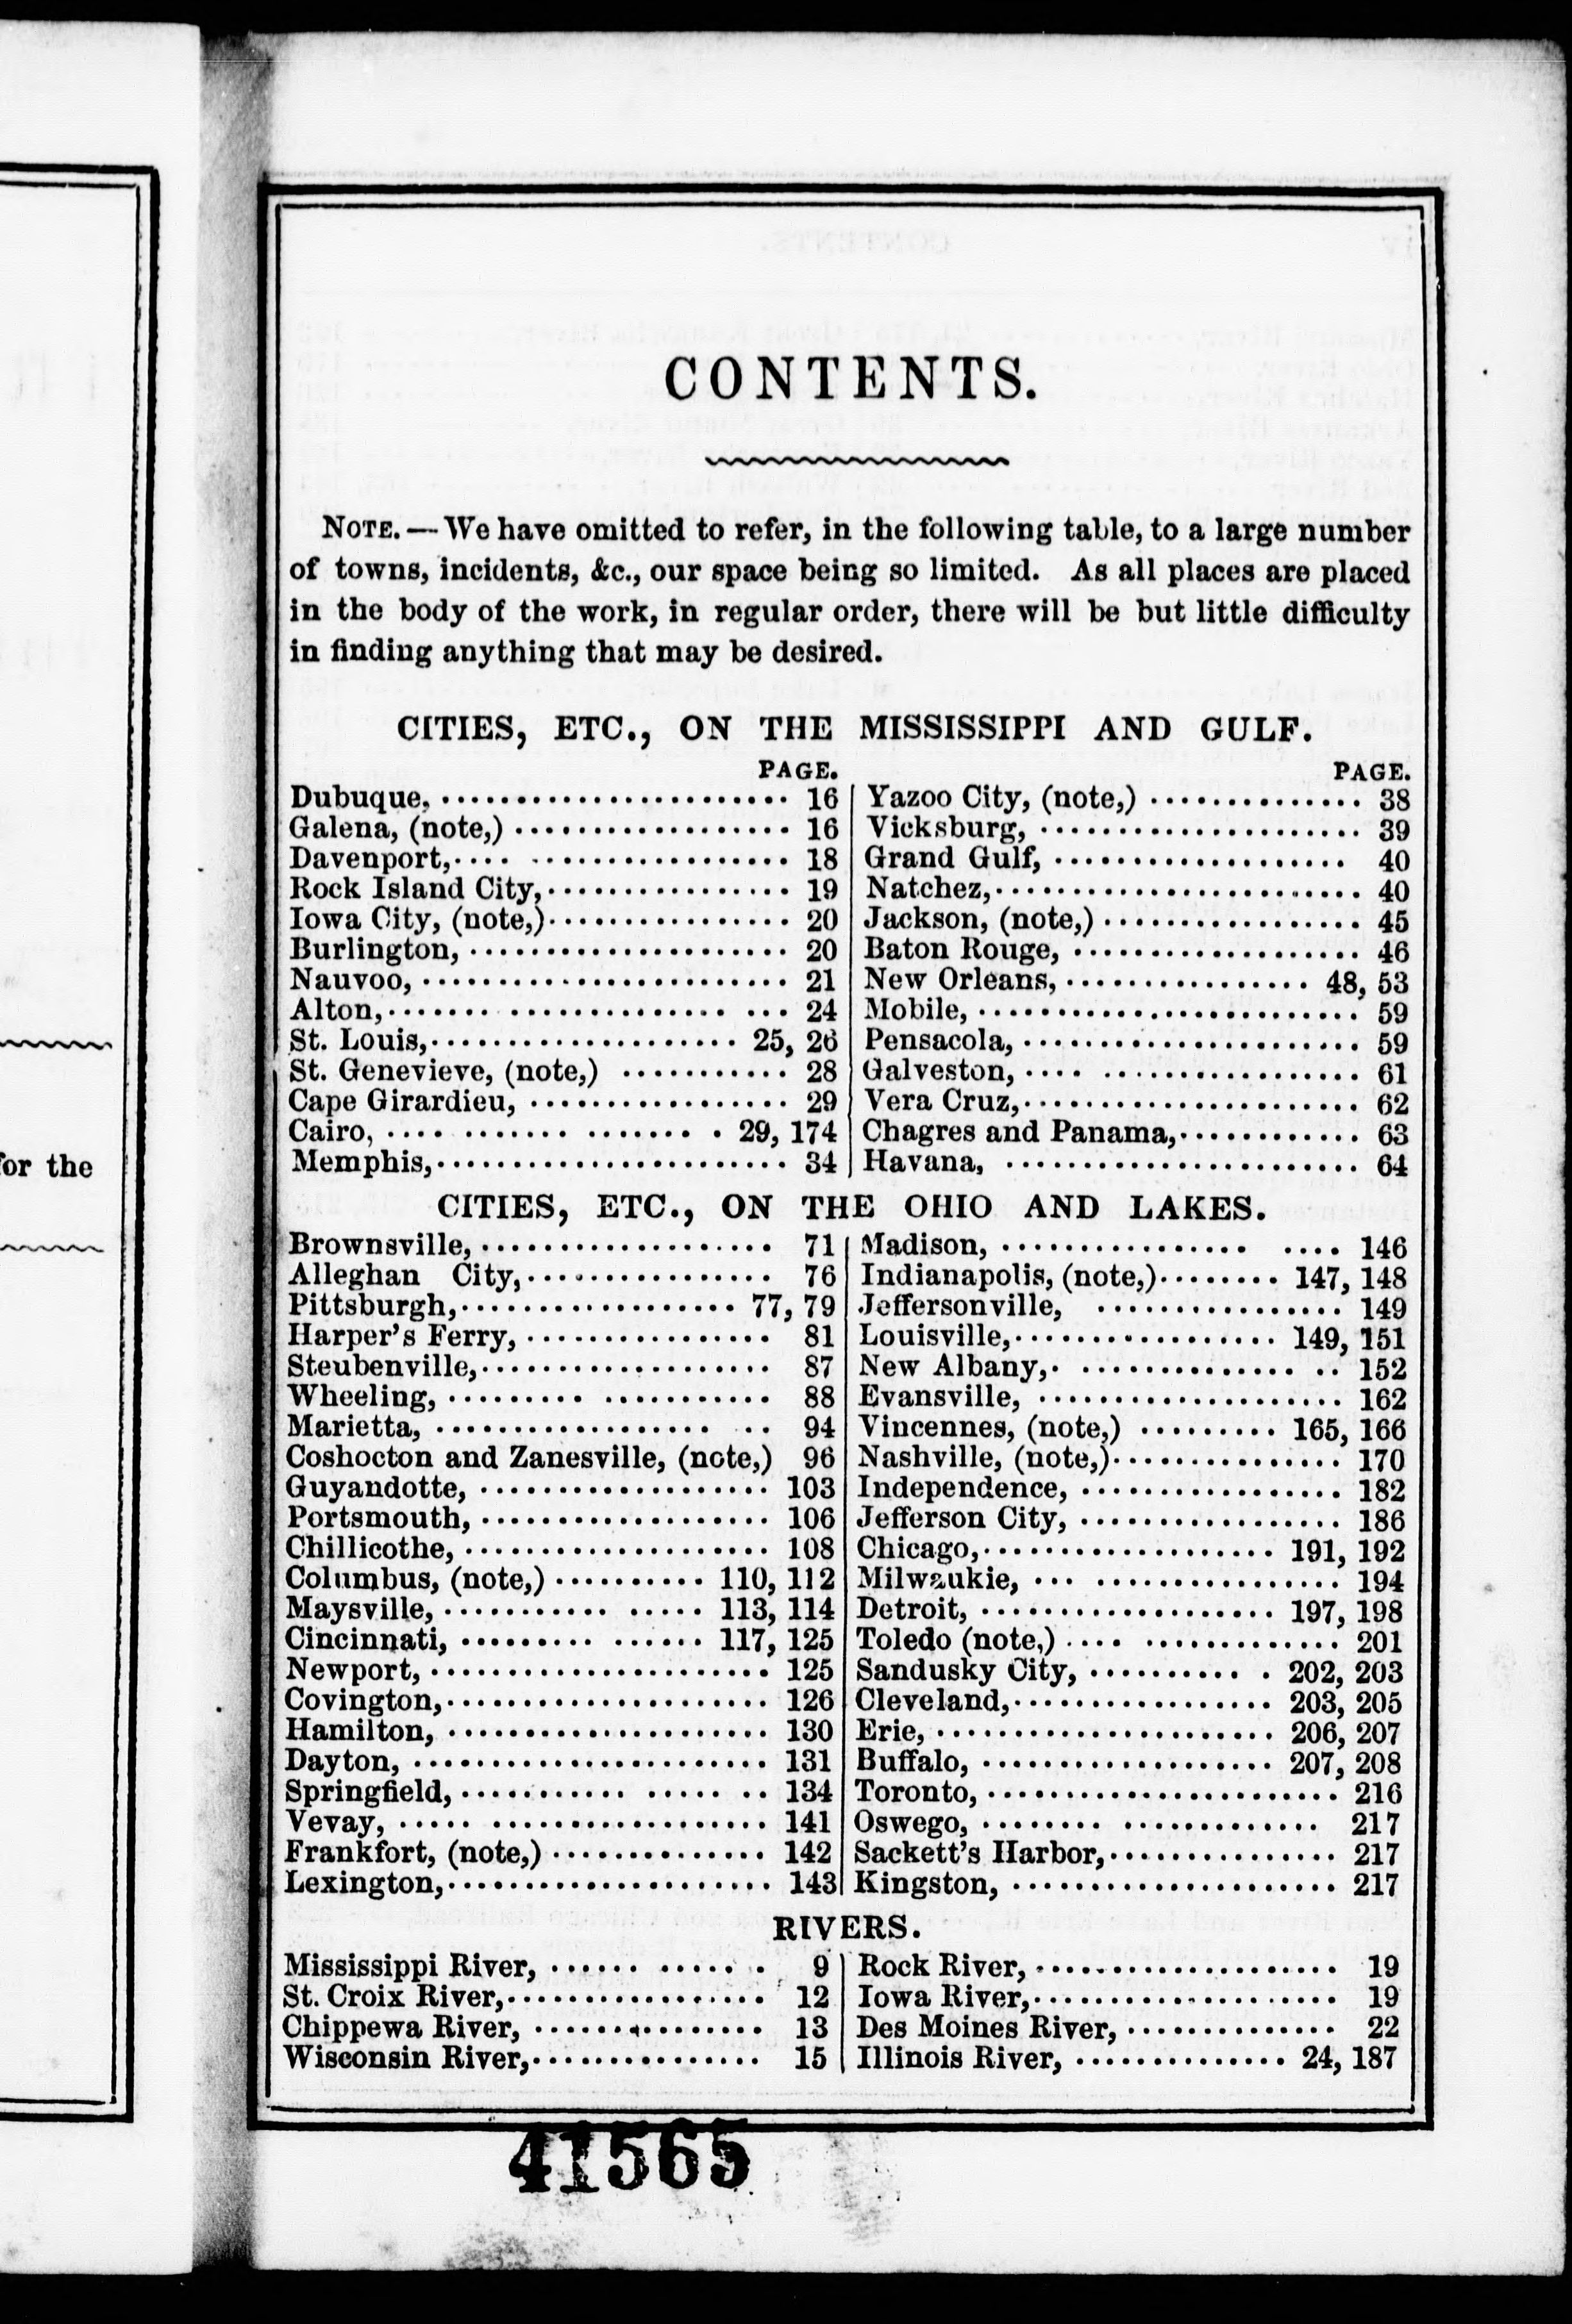 for the
CONTENTS.
NOTE. — We have omitted to refer, in the following table, to a large number
of towns, incidents, &c., our space being so limited. As all places are placed
in the body of the work, in regular order, there will be but little difficulty
in finding anything that may be desired.
CITIES, ETC., ON THE MISSISSIPPI AND GULF.
PAGE.
Dubuque, 16
Galena, (note,) 16
Davenport, 18
Rock Island City, 19
Iowa City, (note,) 20
Burlington, 20
Nauvoo, 21
Alton, 24
St. Louis, 25, 26
St. Genevieve, (note,) 28
Cape Girardieu, 29
Cairo, 29, 174
Memphis, 34
PAGE.
Yazoo City, (note,) 38
Vicksburg, 39
Grand Gulf, 40
Natchez, 40
Jackson, (note,) 45
Baton Rouge, 46
New Orleans, 48, 53
Mobile, 59
Pensacola, 59
Galveston, 61
Vera Cruz, 62
Chagres and Panama, 63
Havana, 64
CITIES, ETC., ON THE OHIO AND LAKES.
Brownsville, 71
Alleghan City, 76
Pittsburgh, 77, 79
Harper's Ferry, 81
Steubenville, 87
Wheeling, 88
Marietta, 94
Coshocton and Zanesville, (note,) 96
Guyandotte, 103
Portsmouth, 106
Chillicothe, 108
Columbus, (note,) 110, 112
Maysville, 113, 114
Cincinnati, 117, 125
Newport, 125
Covington, 126
Hamilton, 130
Dayton, 131
Springfield, 134
Vevay, 141
Frankfort, (note,) 142
Lexington, 143
Madison, 146
Indianapolis, (note,) 147, 148
Jeffersonville, 149
Louisville, 149, 151
New Albany, 152
Evansville, 162
Vincennes, (note,) 165, 166
Nashville, (note,) 170
Independence, 182
Jefferson City, 186
Chicago, 191, 192
Milwaukie, 194
Detroit, 197, 198
Toledo (note,) 201
Sandusky City, 202, 203
Cleveland, 203, 205
Erie, 206, 207
Buffalo, 207, 208
Toronto, 216
Oswego, 217
Sackett's Harbor, 217
Kingston, 217
RIVERS.
Mississippi River, 9
St. Croix River, 12
Chippewa River, 13
Wisconsin River, 15
Rock River, 19
Iowa River, 19
Des Moines River, 22
Illinois River, 24, 187
41565